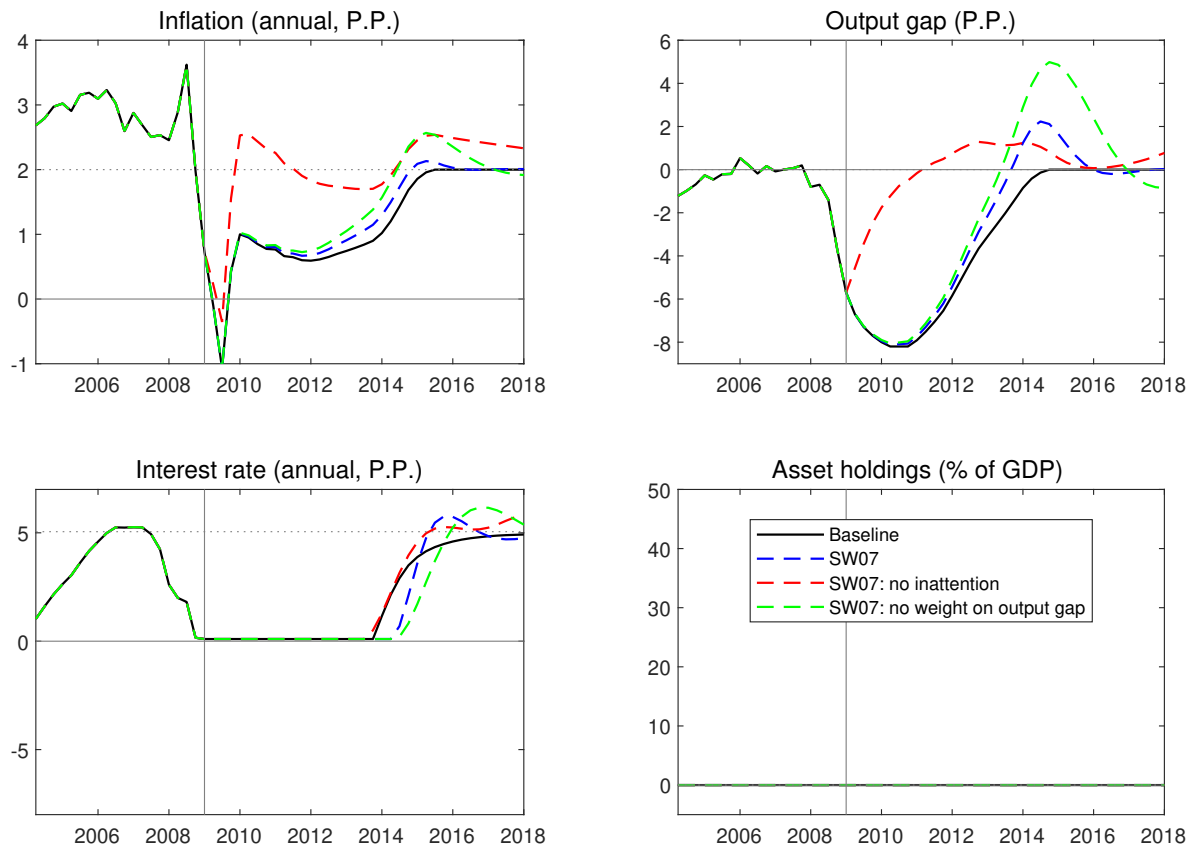 Inflation (annual, P.P.)
4
3
2
1
0
-1
2006 2008 2010 2012 2014 2016 2018
Output gap (P.P.)
6
4
2
0
-2
-4
-6
-8
2006 2008 2010 2012 2014 2016 2018
Interest rate (annual, P.P.)
5
0
-5
2006 2008 2010 2012 2014 2016 2018
Asset holdings (% of GDP)
50
40
30
20
10
0
Baseline
SW07
SW07: no inattention
SW07: no weight on output gap
2006 2008 2010 2012 2014 2016 2018